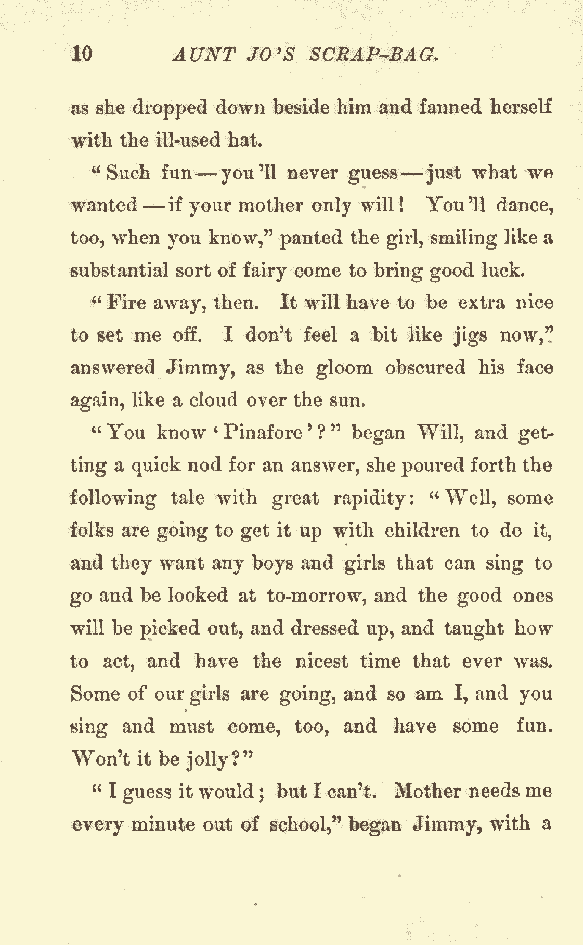 10 AUNT JO'S SCRAP-BAG.
as she dropped down beside him and fanned herself
with the ill-used hat.
"Such fun—you'll never guess—just what we
wanted—if your mother only will! You'll dance,
too, when you know," panted the girl, smiling like a
substantial sort of fairy come to bring good luck.
"Fire away, then. It will have to be extra nice
to set me off. I don't feel a bit like jigs now,"
answered Jimmy, as the gloom obscured his face
again, like a cloud over the sun.
"You know 'Pinafore'?" began Will, and get-
ting a quick nod for an answer, she poured forth the
following tale with great rapidity: "Well, some
folks are going to get it up with children to do it,
and they want any boys and girls that can sing to
go and be looked at to-morrow, and the good ones
will be picked out, and dressed up, and taught how
to act, and have the nicest time that ever was.
Some of our girls are going, and so am I, and you
sing and must come, too, and have some fun.
Won't it be jolly?"
"I guess it would; but I can't. Mother needs me
every minute out of school," began Jimmy, with a